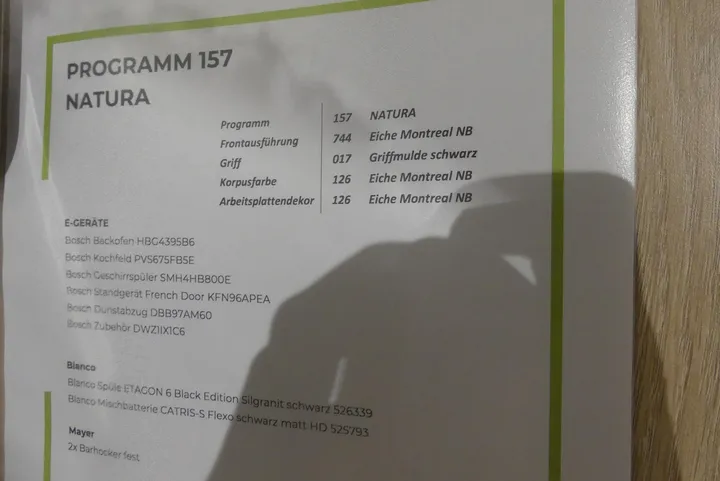 PROGRAMM 157
NATURA
Programm 157 NATURA
Frontausführung 744 Eiche Montreal NB
Griff 017 Griffmulde schwarz
Korpusfarbe 126 Eiche Montreal NB
Arbeitsplattendekor 126 Eiche Montreal NB
E-GERÄTE
Bosch Backofen HBG4395B6
Bosch Kochfeld PVS675FB5E
Bosch Geschirrspüler SMH4HB800E
Bosch Standgerät French Door KFN96APEA
Bosch Dunstabzug DBB97AM60
Bosch Zubehör DWZ1IX1C6
Blanco
Blanco Spüle ETAGON 6 Black Edition Silgranit schwarz 526339
Blanco Mischbatterie CATRIS-S Flexo schwarz matt HD 525793
Mayer
2x Barhocker fest